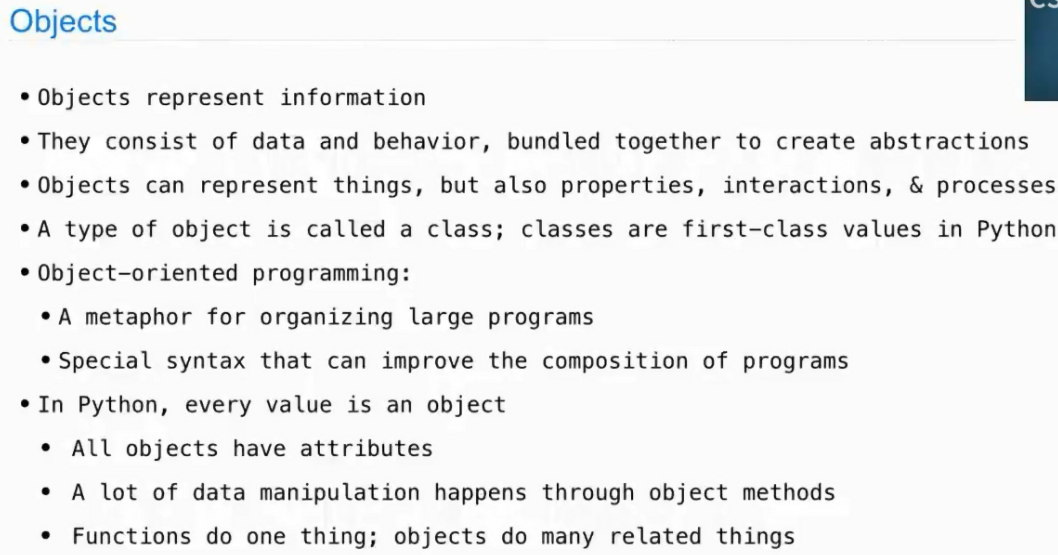 Objects
• Objects represent information
• They consist of data and behavior, bundled together to create abstractions
• Objects can represent things, but also properties, interactions, & processes
• A type of object is called a class; classes are first-class values in Python
• Object-oriented programming:
• A metaphor for organizing large programs
• Special syntax that can improve the composition of programs
• In Python, every value is an object
• All objects have attributes
• A lot of data manipulation happens through object methods
• Functions do one thing; objects do many related things